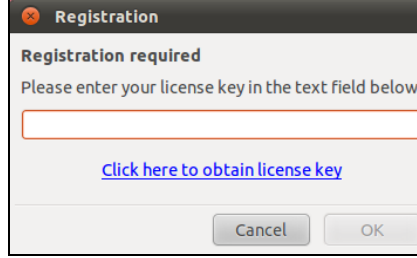 Registration
Registration required
Please enter your license key in the text field below
Click here to obtain license key
Cancel OK